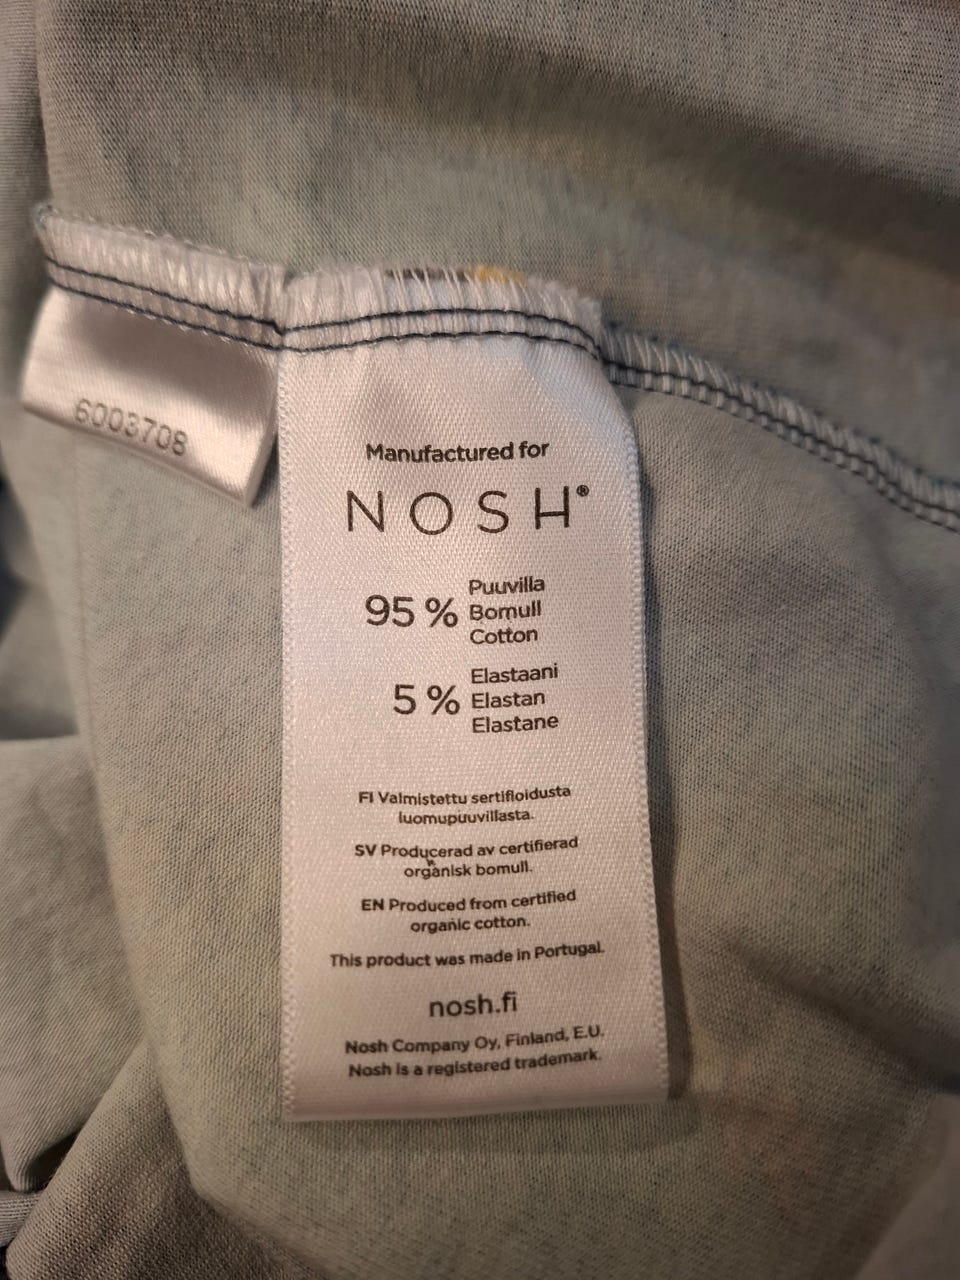 6003708
Manufactured for
NOSH®
95 % Puuvilla
Bomull
Cotton
5 % Elastaani
Elastan
Elastane
FI Valmistettu sertifioidusta
luomupuuvillasta.
SV Producerad av certifierad
organisk bomull.
EN Produced from certified
organic cotton.
This product was made in Portugal.
nosh.fi
Nosh Company Oy, Finland, E.U.
Nosh is a registered trademark.